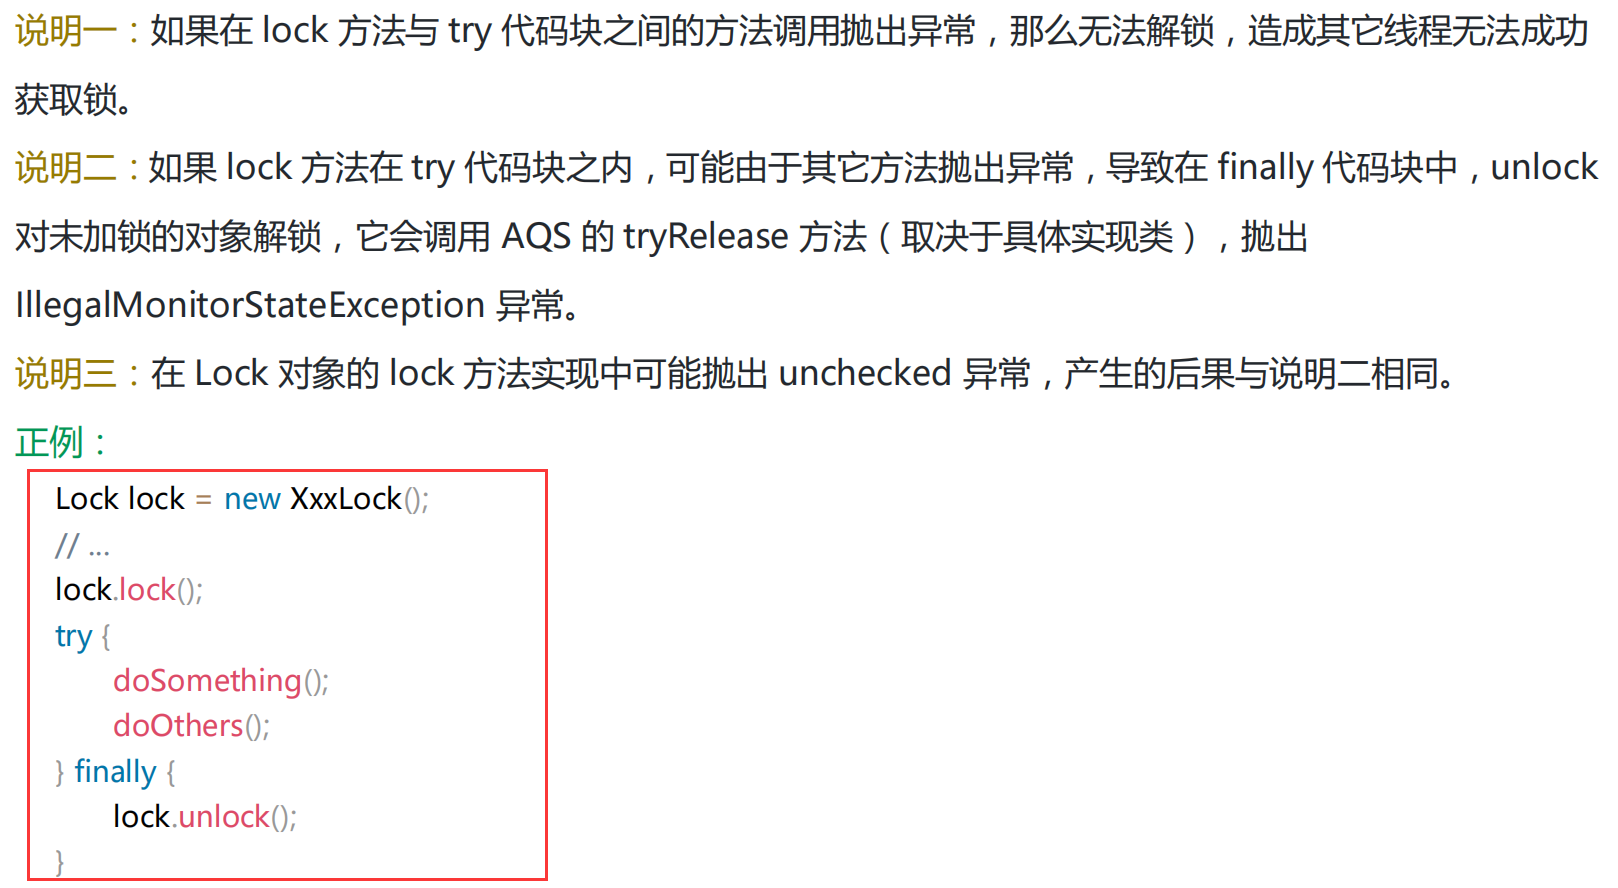 说明一：如果在 lock 方法与 try 代码块之间的方法调用抛出异常，那么无法解锁，造成其它线程无法成功
获取锁。
说明二：如果 lock 方法在 try 代码块之内，可能由于其它方法抛出异常，导致在 finally 代码块中，unlock
对未加锁的对象解锁，它会调用 AQS 的 tryRelease 方法（取决于具体实现类），抛出
IllegalMonitorStateException 异常。
说明三：在 Lock 对象的 lock 方法实现中可能抛出 unchecked 异常，产生的后果与说明二相同。
正例：
Lock lock = new XxxLock();
// ...
lock.lock();
try {
    doSomething();
    doOthers();
} finally {
    lock.unlock();
}